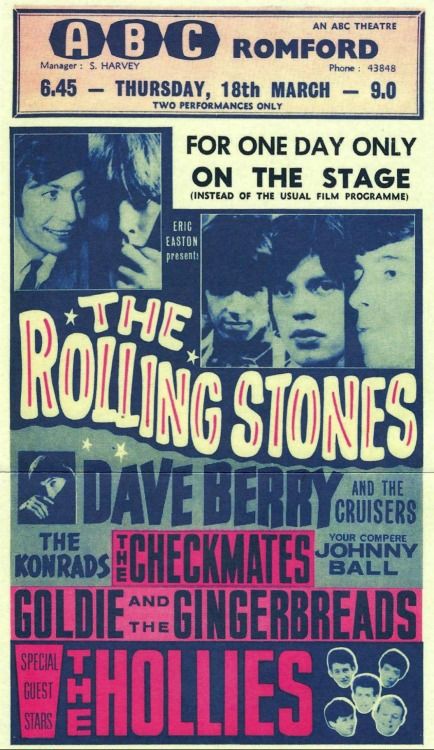 ABC
AN ABC THEATRE
ROMFORD
Manager : S. HARVEY
Phone : 43848
6.45 — THURSDAY, 18th MARCH — 9.0
TWO PERFORMANCES ONLY
FOR ONE DAY ONLY
ON THE STAGE
(INSTEAD OF THE USUAL FILM PROGRAMME)
ERIC
EASTON
presents
THE
ROLLING STONES
DAVE BERRY AND THE
CRUISERS
THE
KONRADS
THE CHECKMATES
YOUR COMPERE
JOHNNY
BALL
GOLDIE AND THE GINGERBREADS
SPECIAL
GUEST
STARS
THE HOLLIES